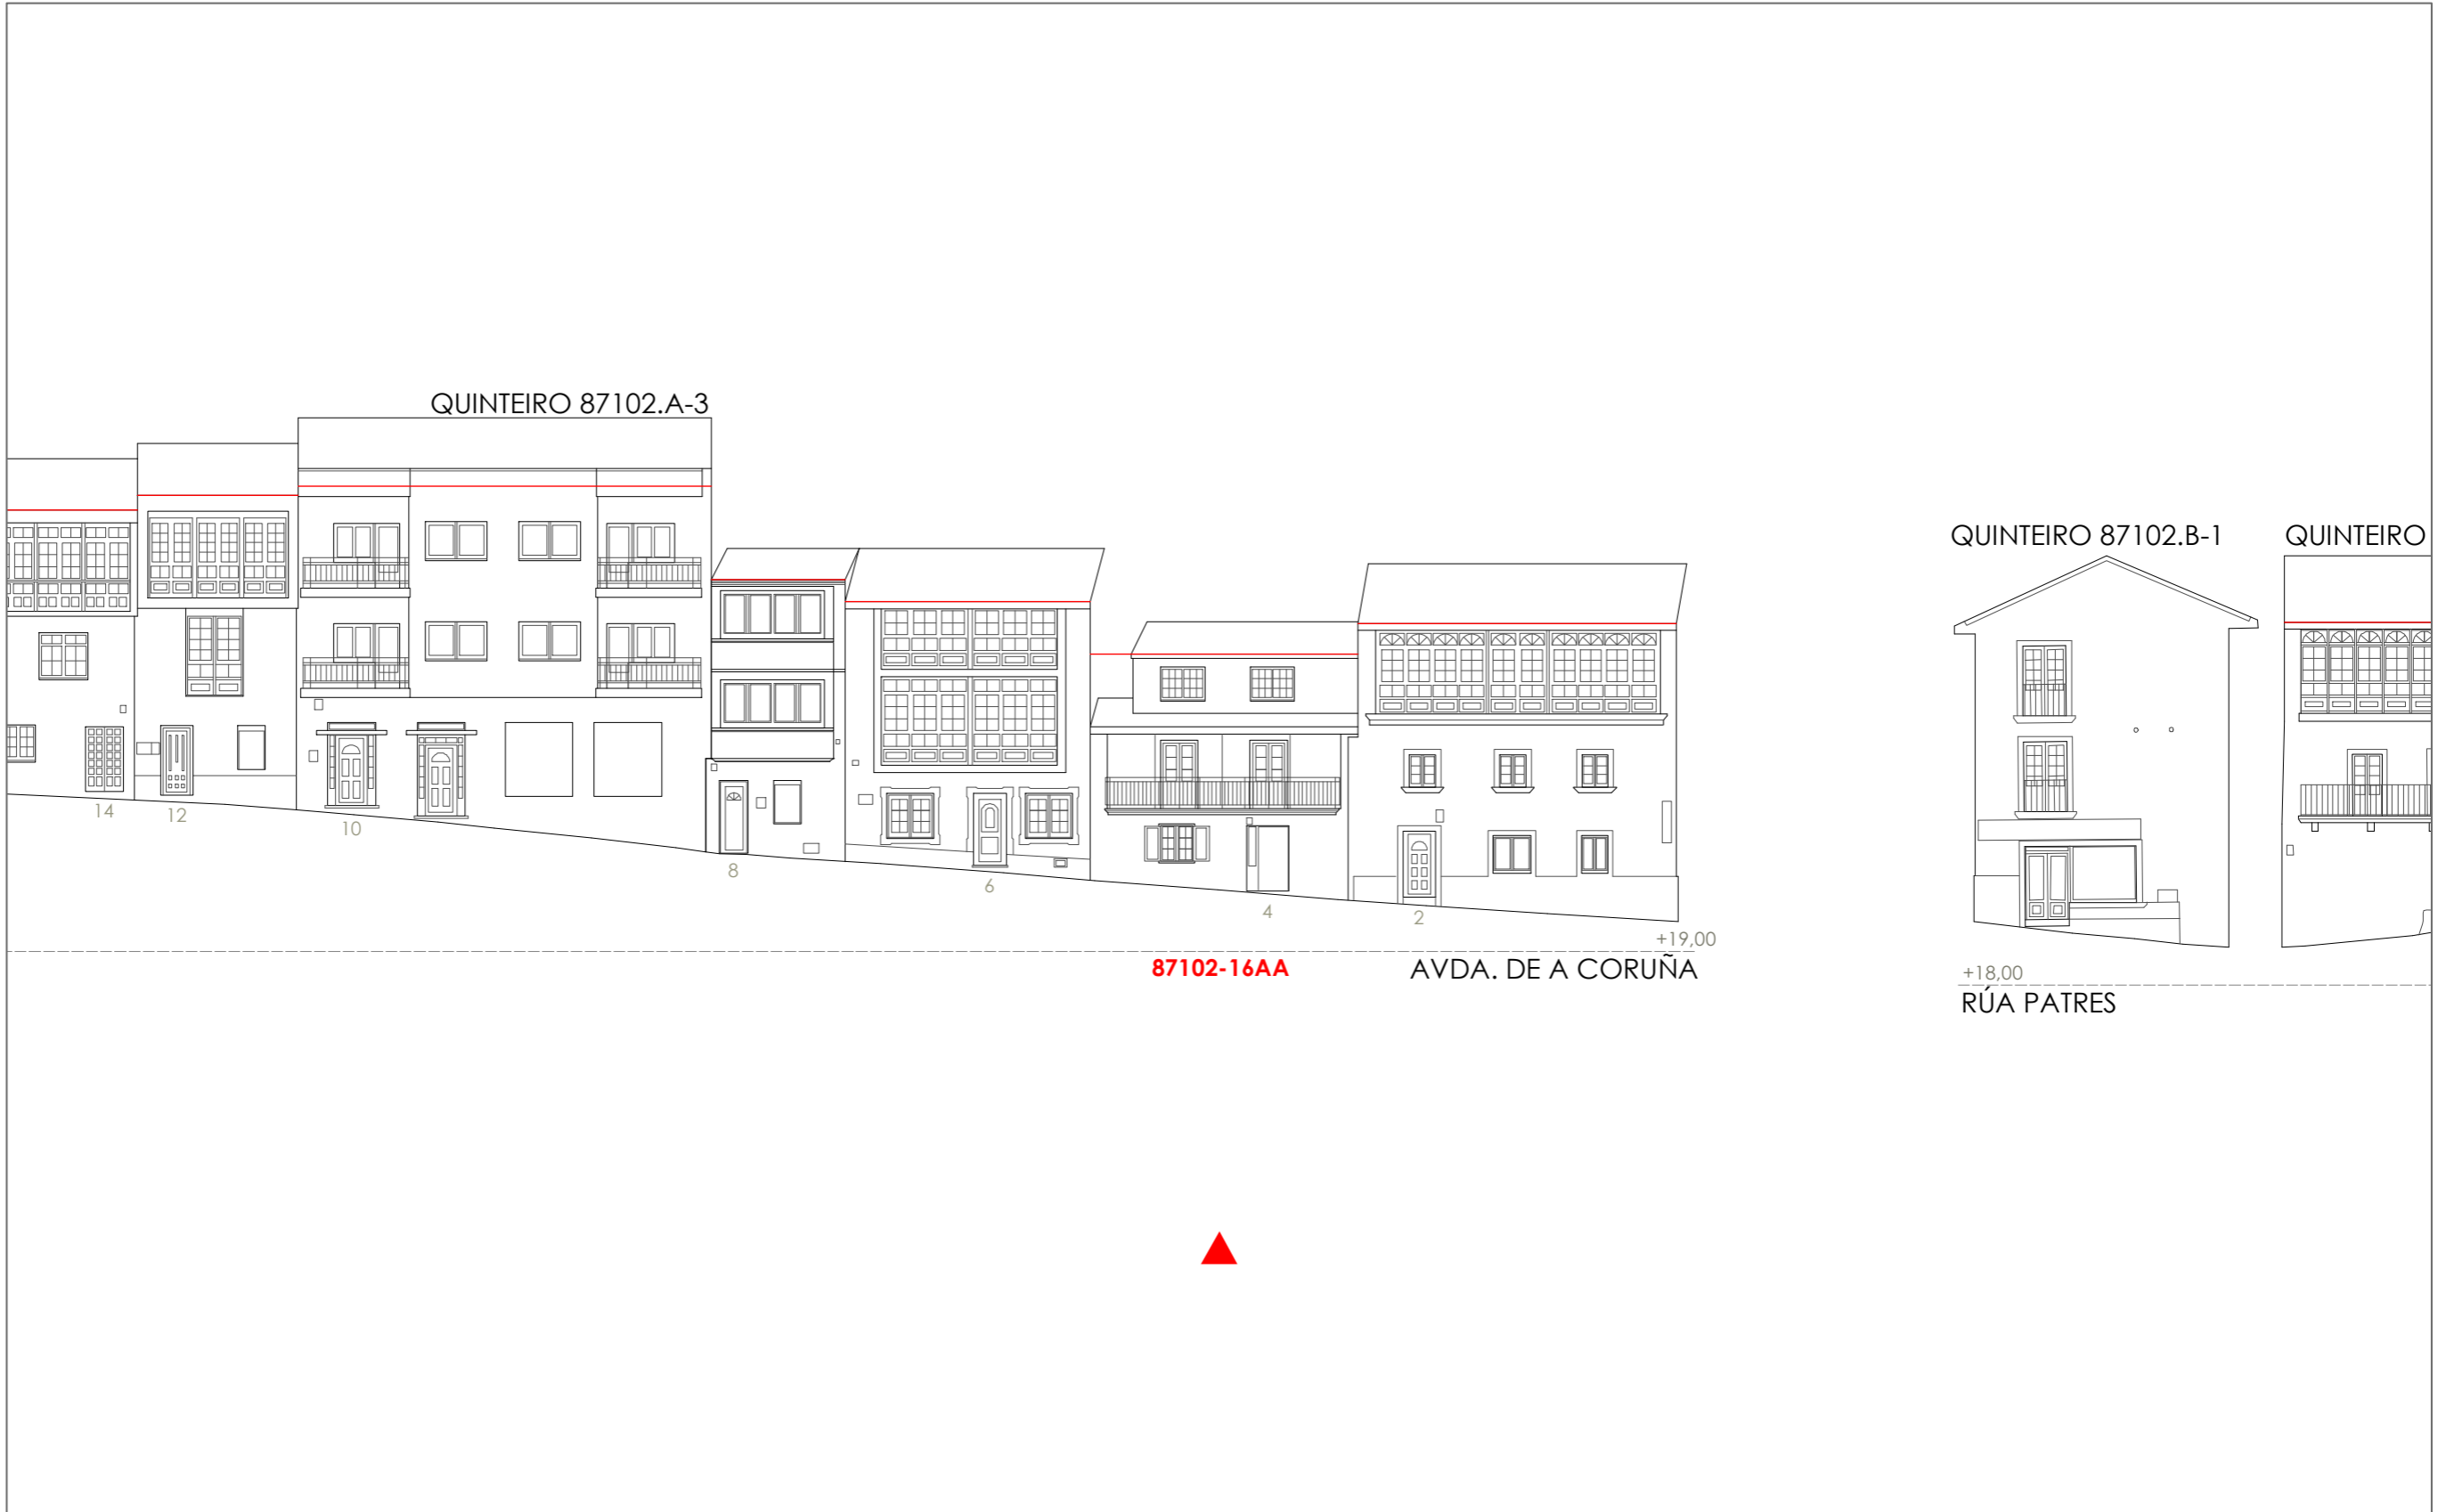 QUINTEIRO 87102.A-3
QUINTEIRO 87102.B-1
QUINTEIRO
14
12
10
8
6
4
2
+19,00
87102-16AA
AVDA. DE A CORUÑA
+18,00
RÚA PATRES